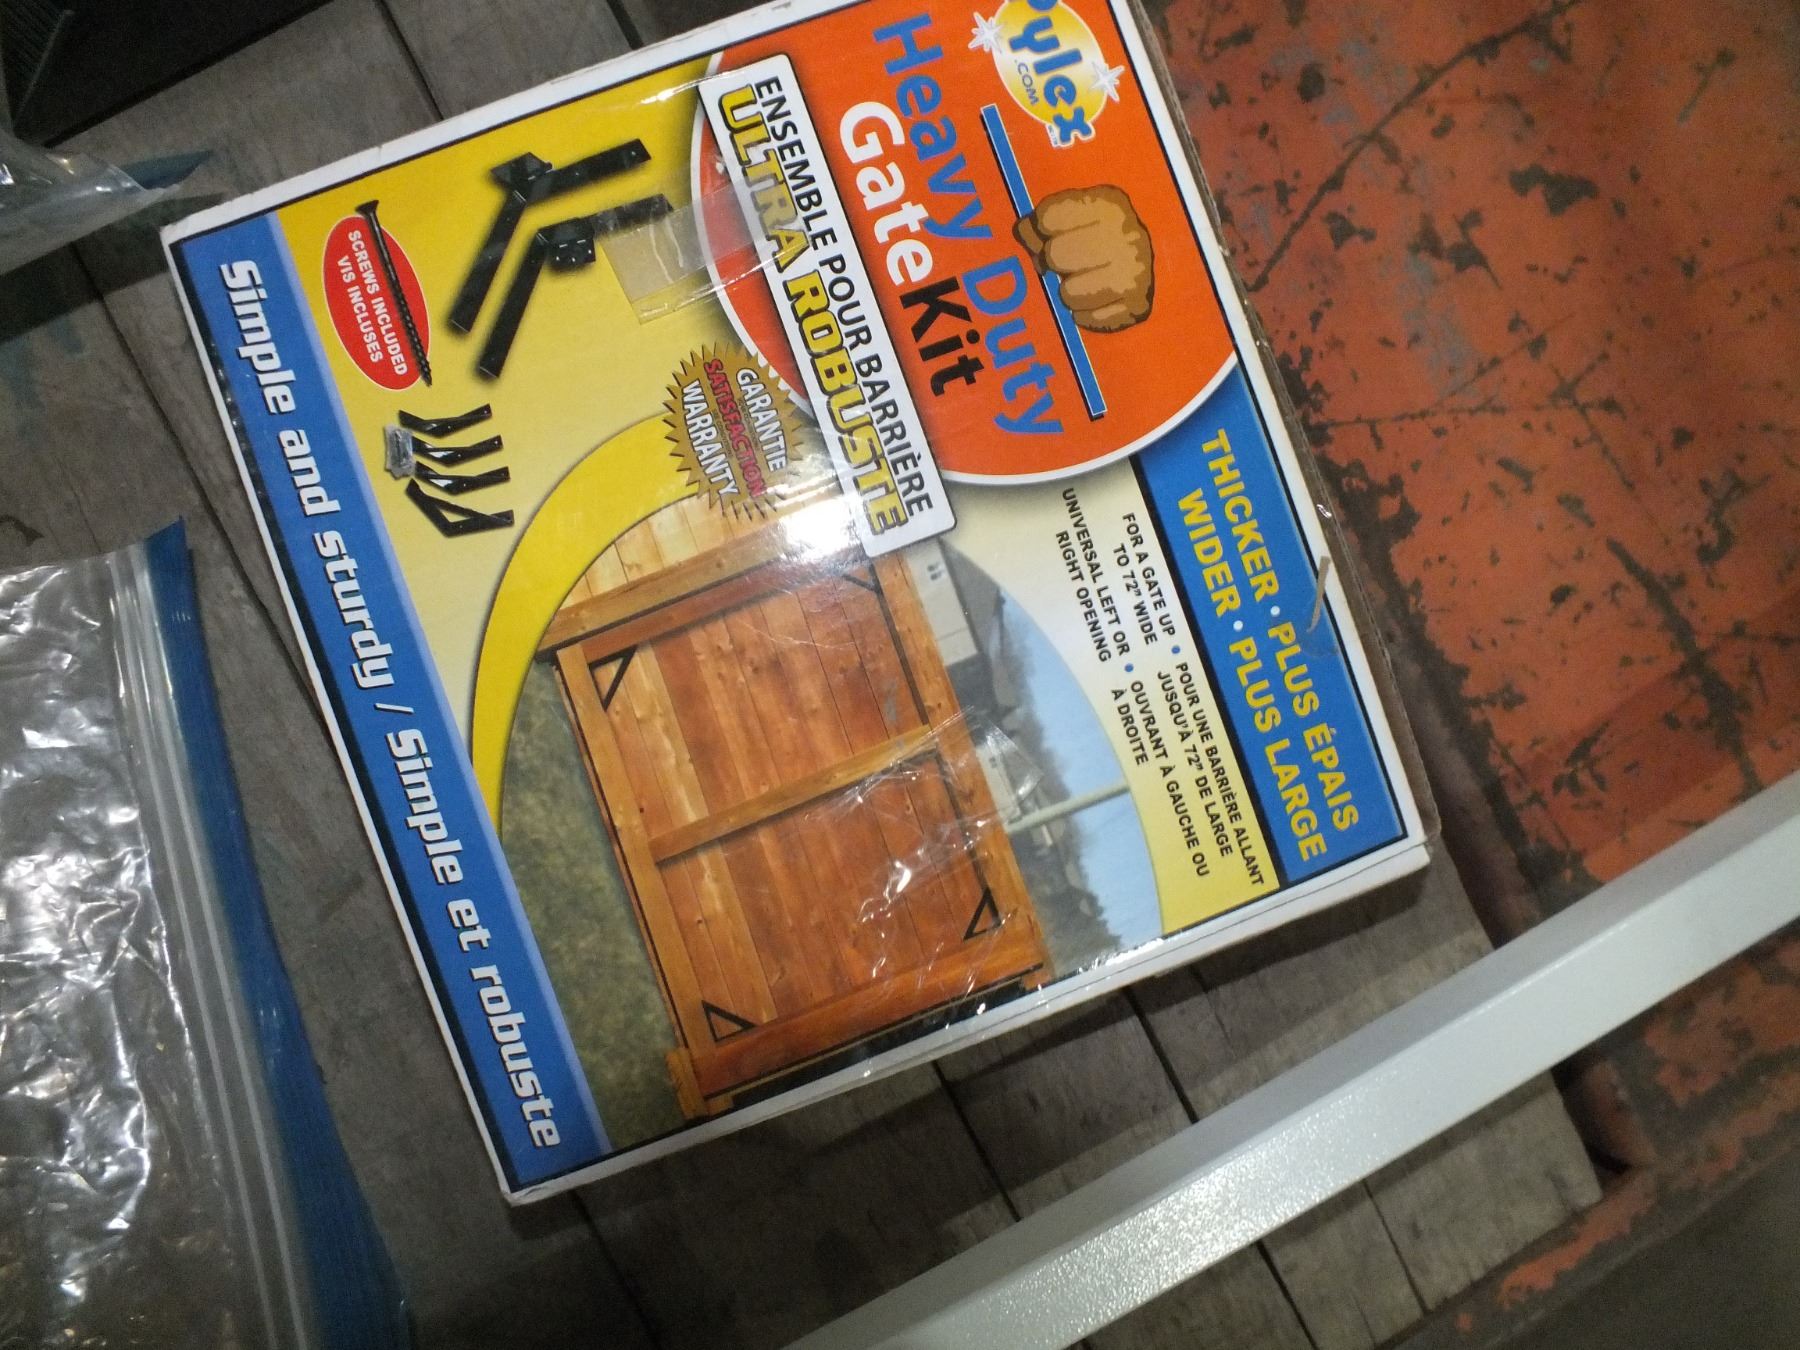 Pylex
.COM
Heavy Duty
GateKit
ENSEMBLE POUR BARRIÈRE
ULTRA ROBUSTE
THICKER • PLUS ÉPAIS
WIDER • PLUS LARGE
FOR A GATE UP • POUR UNE BARRIÈRE ALLANT
TO 72" WIDE JUSQU'À 72" DE LARGE
UNIVERSAL LEFT OR • OUVRANT À GAUCHE OU
RIGHT OPENING À DROITE
GARANTIE
SATISFACTION
WARRANTY
SCREWS INCLUDED
VIS INCLUSES
Simple and sturdy / Simple et robuste